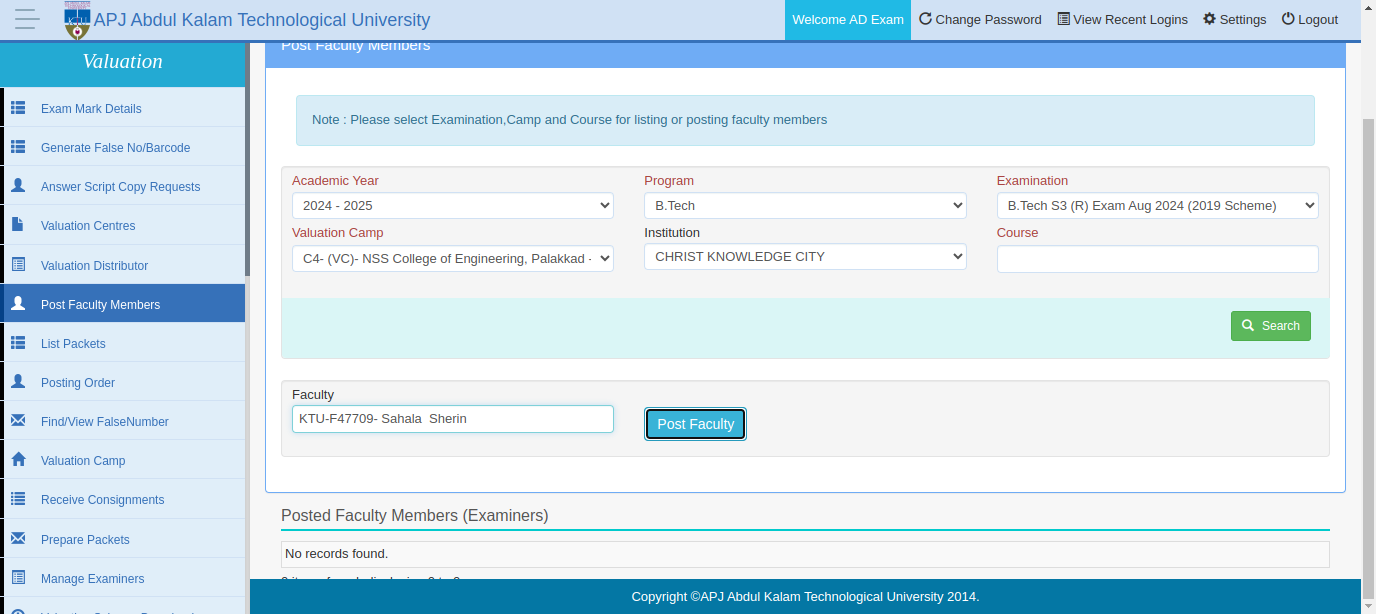 APJ Abdul Kalam Technological University
Welcome AD Exam
Change Password
View Recent Logins
Settings
Logout
Valuation
Exam Mark Details
Generate False No/Barcode
Answer Script Copy Requests
Valuation Centres
Valuation Distributor
Post Faculty Members
List Packets
Posting Order
Find/View FalseNumber
Valuation Camp
Receive Consignments
Prepare Packets
Manage Examiners
Post Faculty Members
Note : Please select Examination,Camp and Course for listing or posting faculty members
Academic Year
Program
Examination
2024 - 2025
B.Tech
B.Tech S3 (R) Exam Aug 2024 (2019 Scheme)
Valuation Camp
Institution
Course
C4- (VC)- NSS College of Engineering, Palakkad -
CHRIST KNOWLEDGE CITY
Search
Faculty
KTU-F47709- Sahala  Sherin
Post Faculty
Posted Faculty Members (Examiners)
No records found.
Copyright ©APJ Abdul Kalam Technological University 2014.